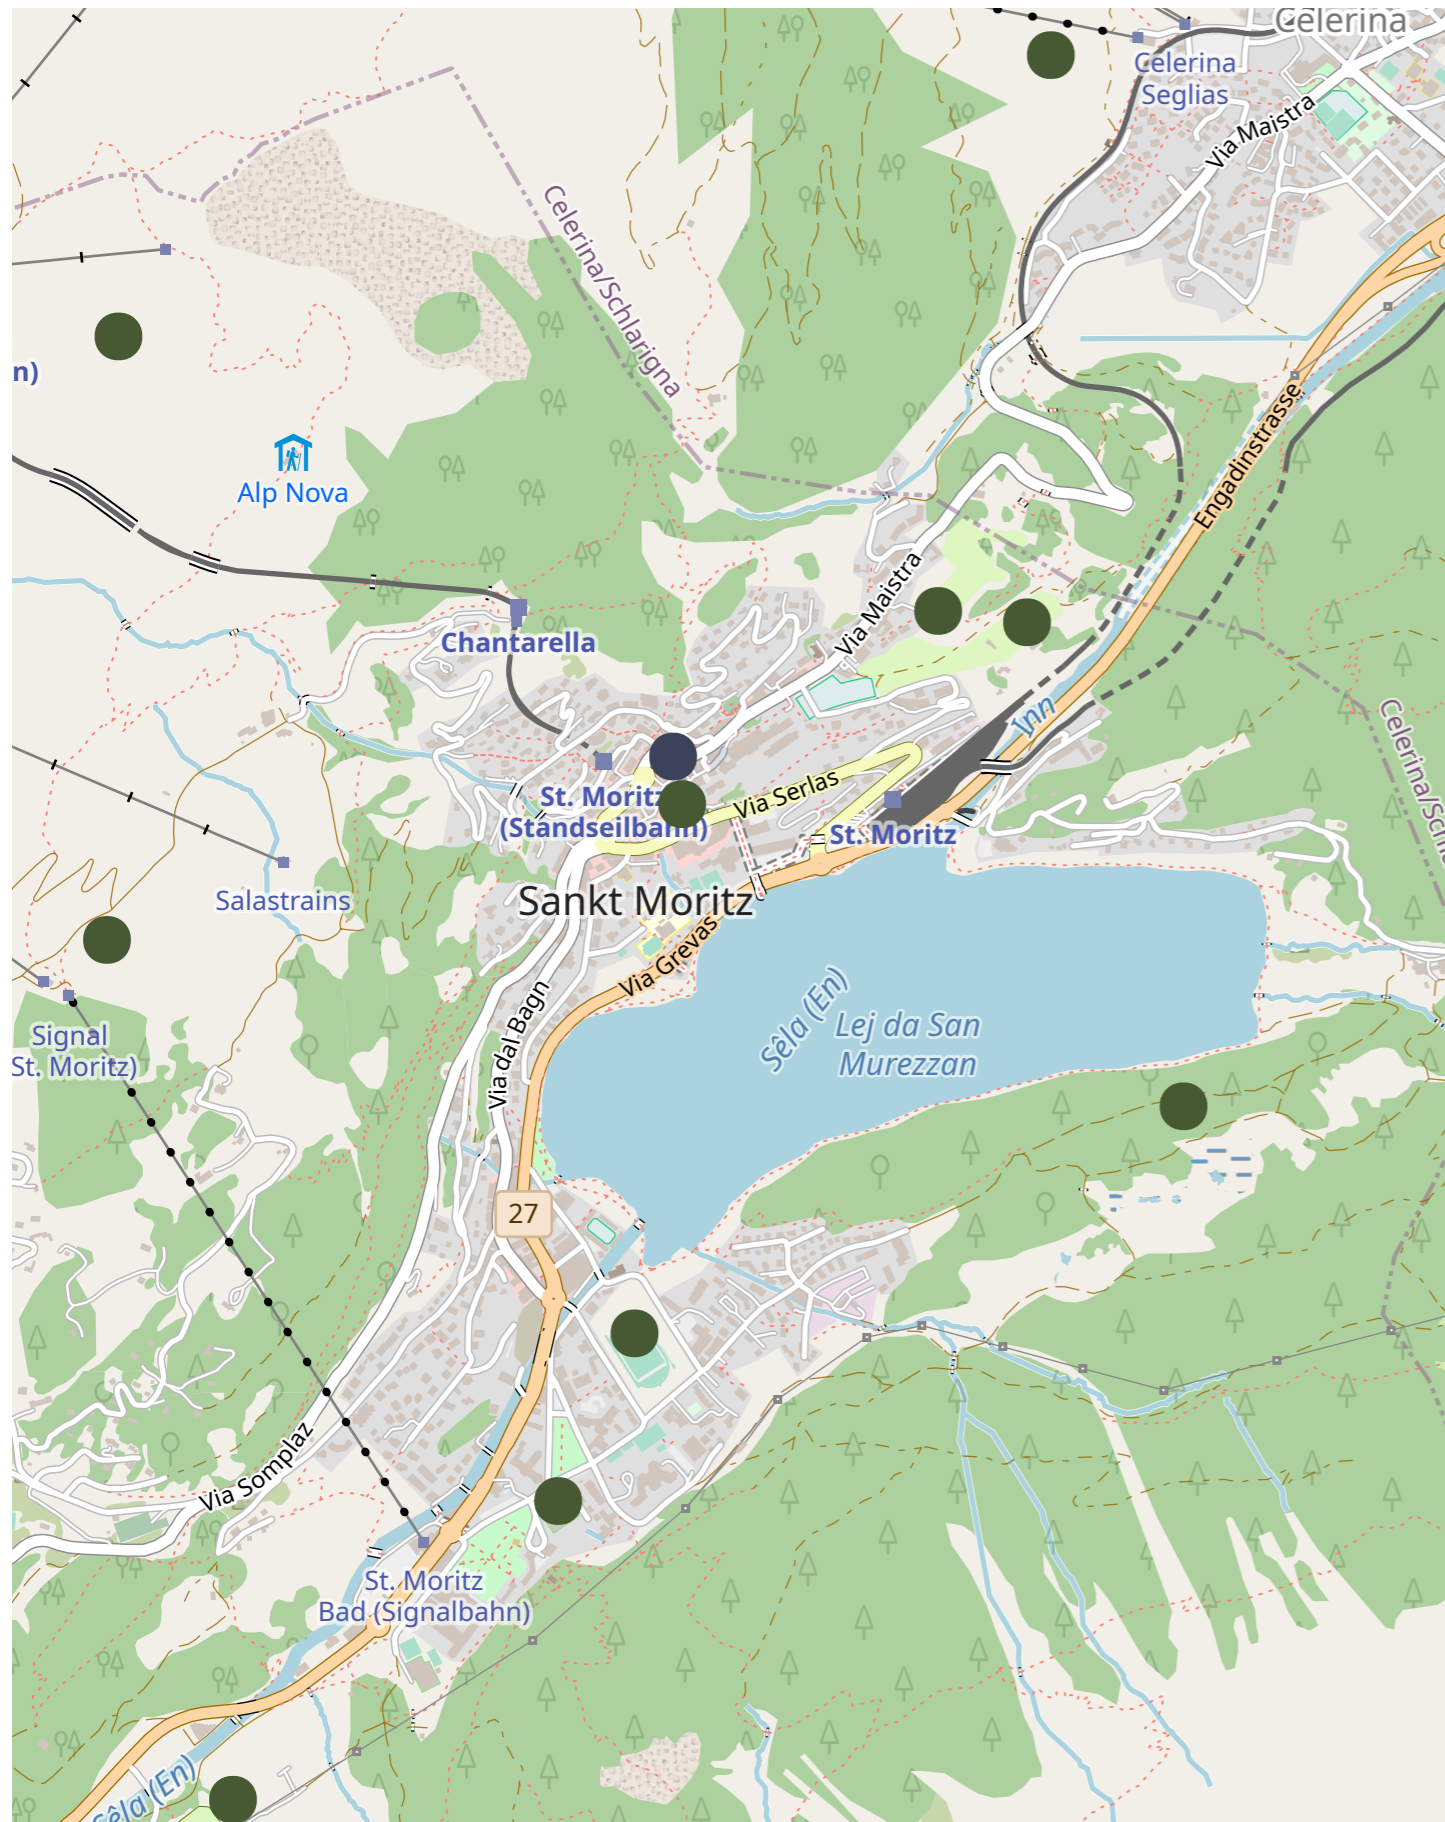 Celerina
Celerina
Seglias
Via Maistra
Celerina/Schlarigna
n)
Engadinstrasse
Alp Nova
Via Maistra
Chantarella
Inn
Celerina/Sch
St. Moritz
(Standseilbahn)
Via Serlas
St. Moritz
Salastrains
Sankt Moritz
Via Grevas
Via dal Bagn
Sêla (En)
Lej da San
Murezzan
Signal
St. Moritz)
27
Via Somplaz
St. Moritz
Bad (Signalbahn)
Sêla (En)